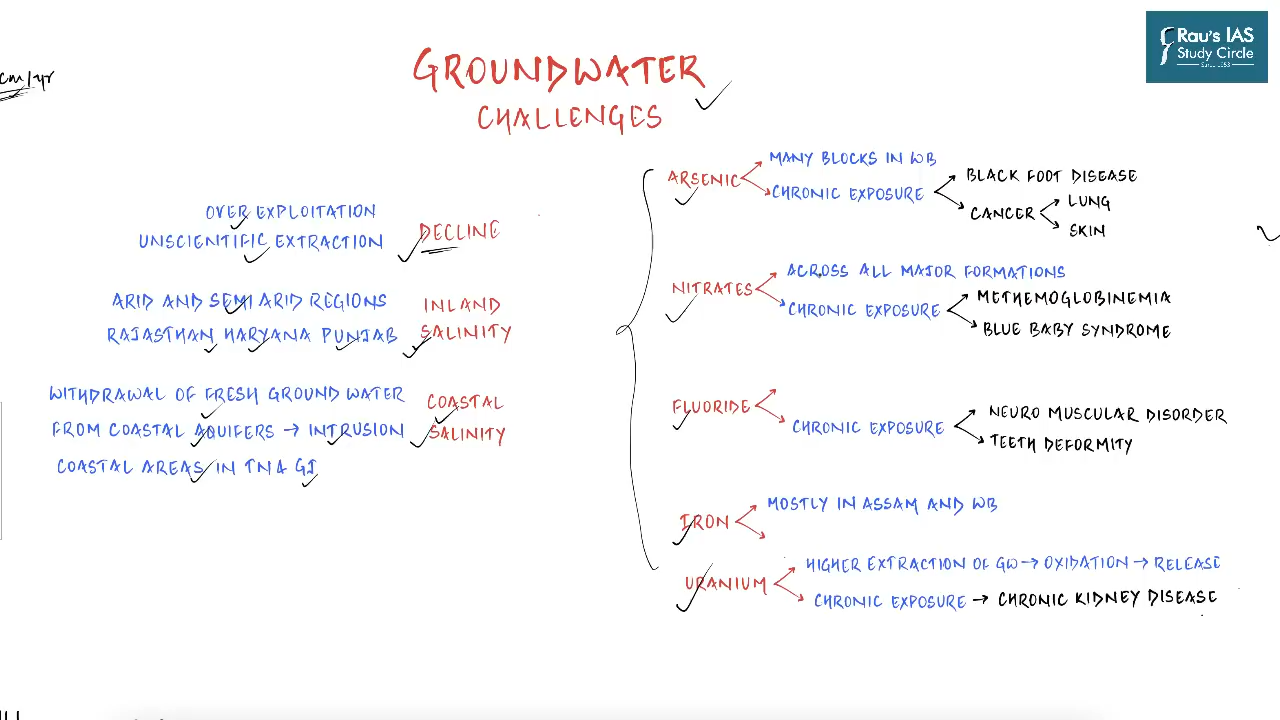 Rau's IAS
Study Circle
Since 1953
cm/yr
GROUNDWATER
CHALLENGES
OVER EXPLOITATION
UNSCIENTIFIC EXTRACTION
DECLINE
ARID AND SEMI ARID REGIONS
RAJASTHAN HARYANA PUNJAB
INLAND
SALINITY
WITHDRAWAL OF FRESH GROUND WATER
FROM COASTAL AQUIFERS → INTRUSION
COASTAL AREAS IN TN & GJ
COASTAL
SALINITY
ARSENIC
MANY BLOCKS IN WB
CHRONIC EXPOSURE
BLACK FOOT DISEASE
CANCER
LUNG
SKIN
NITRATES
ACROSS ALL MAJOR FORMATIONS
CHRONIC EXPOSURE
METHEMOGLOBINEMIA
BLUE BABY SYNDROME
FLUORIDE
CHRONIC EXPOSURE
NEURO MUSCULAR DISORDER
TEETH DEFORMITY
IRON
MOSTLY IN ASSAM AND WB
URANIUM
HIGHER EXTRACTION OF GW → OXIDATION → RELEASE
CHRONIC EXPOSURE → CHRONIC KIDNEY DISEASE